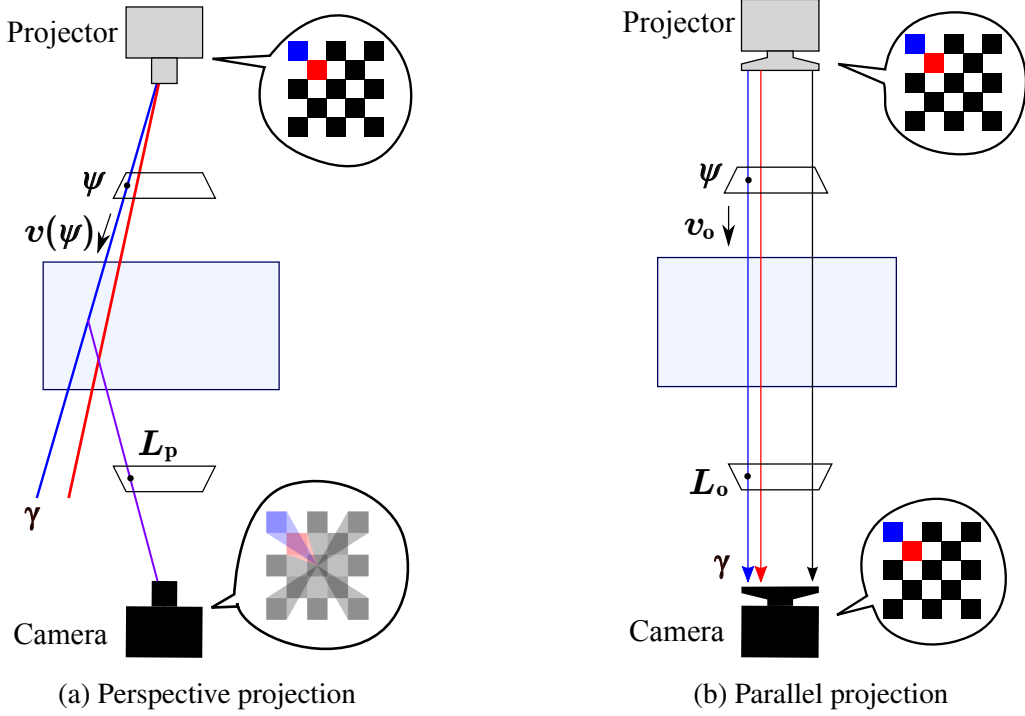 Projector
ψ
v(ψ)
L_p
γ
Camera
(a) Perspective projection
Projector
ψ
v_o
L_o
γ
Camera
(b) Parallel projection